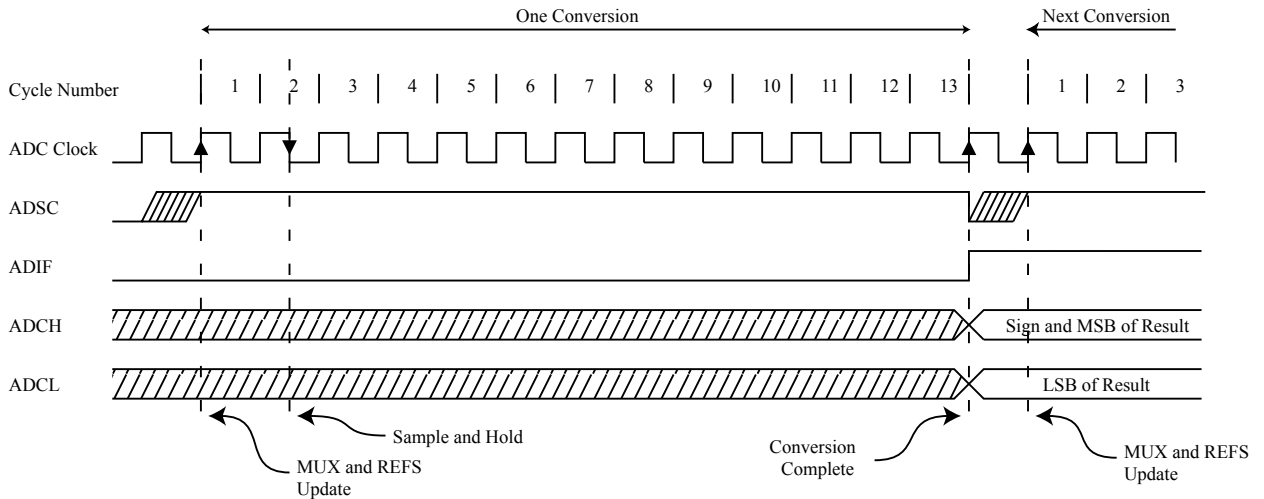 One Conversion
Next Conversion
Cycle Number
1 2 3 4 5 6 7 8 9 10 11 12 13 1 2 3
ADC Clock
ADSC
ADIF
ADCH
Sign and MSB of Result
ADCL
LSB of Result
Sample and Hold
MUX and REFS
Update
Conversion
Complete
MUX and REFS
Update